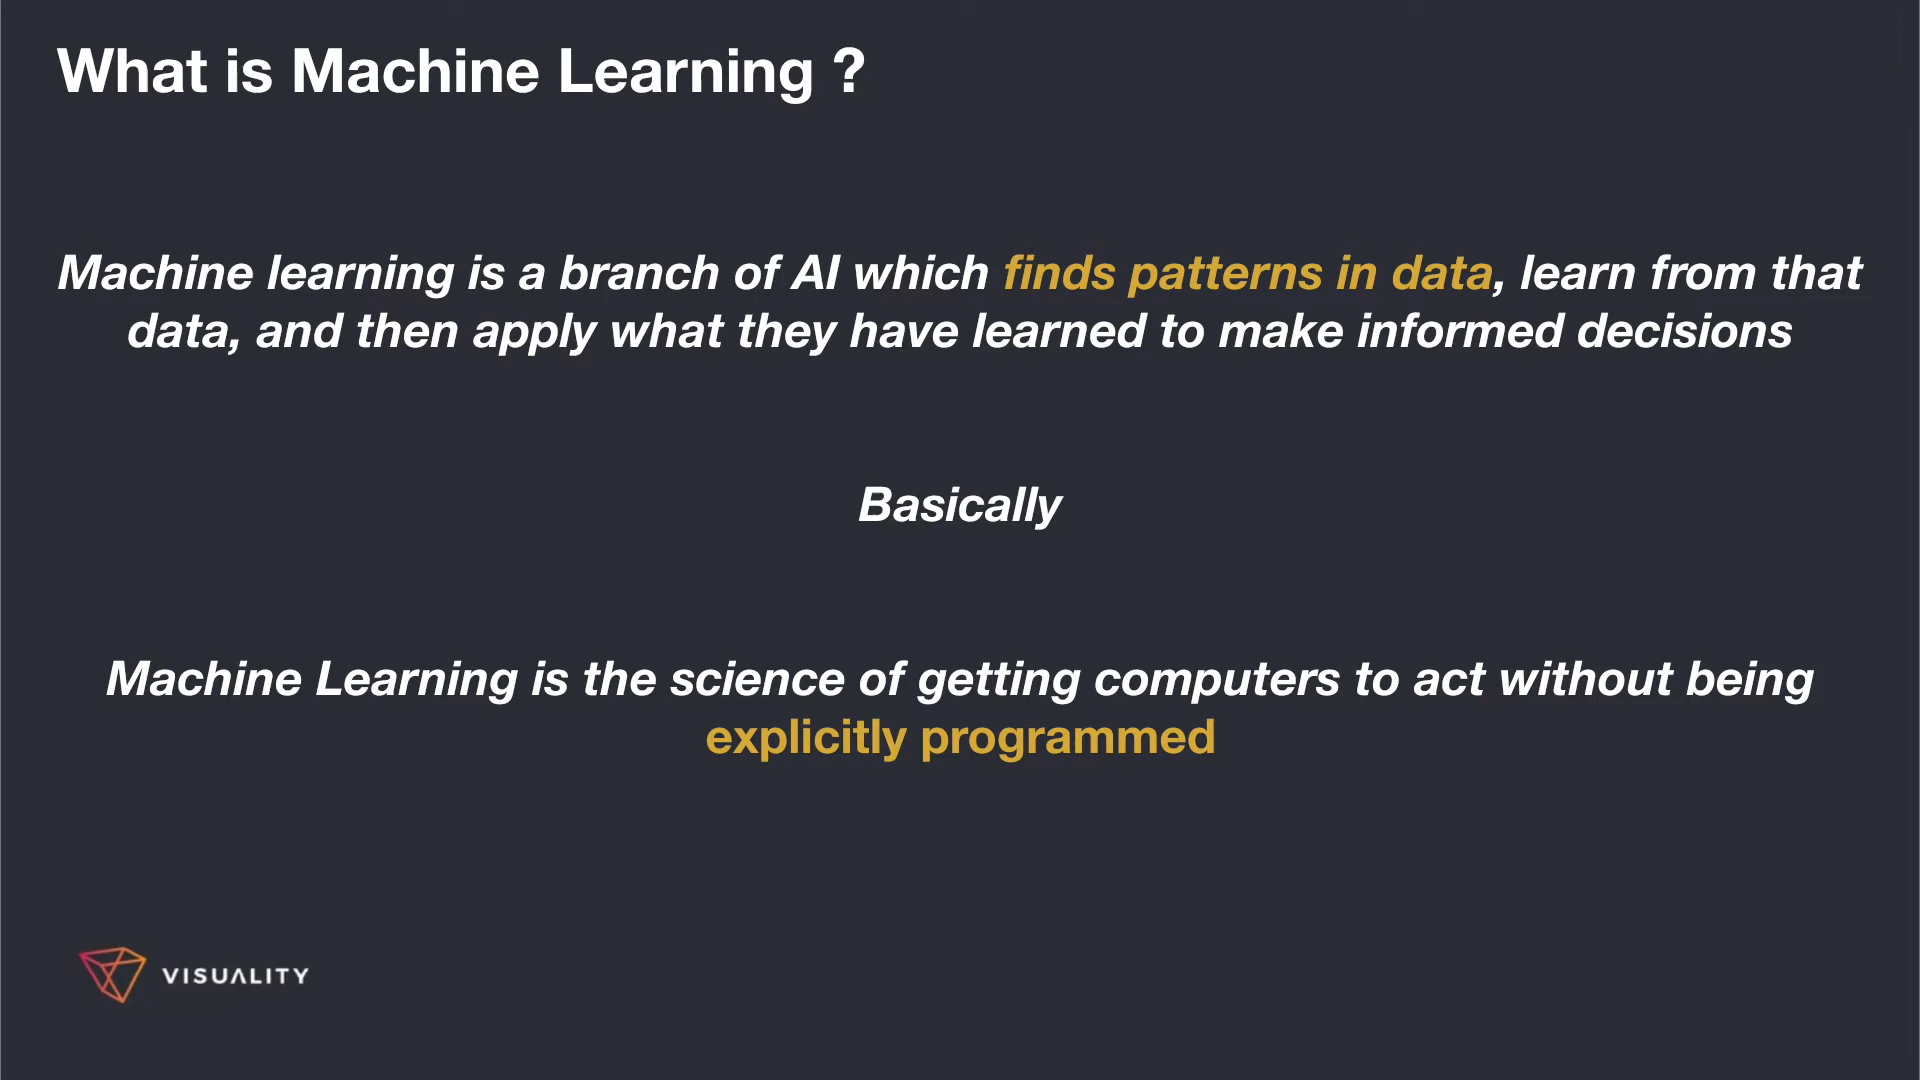 What is Machine Learning ?
Machine learning is a branch of AI which finds patterns in data, learn from that
data, and then apply what they have learned to make informed decisions
Basically
Machine Learning is the science of getting computers to act without being
explicitly programmed
VISUALITY